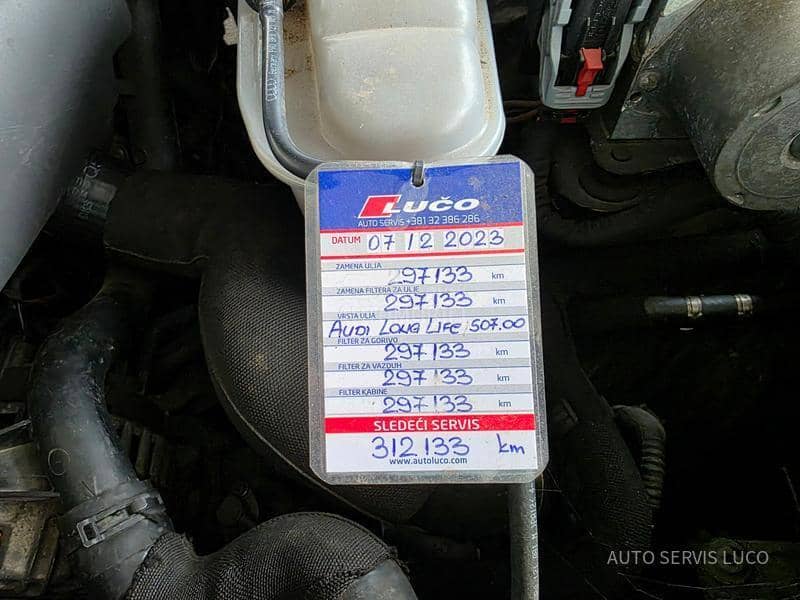 LUČO
AUTO SERVIS +381 32 386 286
DATUM 07 12 2023
ZAMENA ULJA
297133 km
ZAMENA FILTERA ZA ULJE
297133 km
VRSTA ULJA
AUDI LONG LIFE 507.00
FILTER ZA GORIVO
297133 km
FILTER ZA VAZDUH
297133 km
FILTER KABINE
297133 km
SLEDEĆI SERVIS
312133 km
www.autoluco.com
AUTO SERVIS LUCO